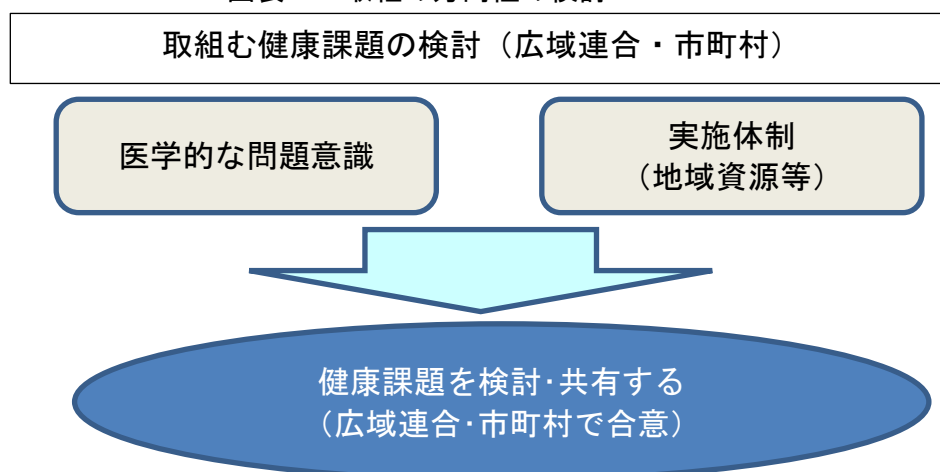 取組む健康課題の検討（広域連合・市町村）
医学的な問題意識
実施体制
（地域資源等）
健康課題を検討･共有する
（広域連合･市町村で合意）